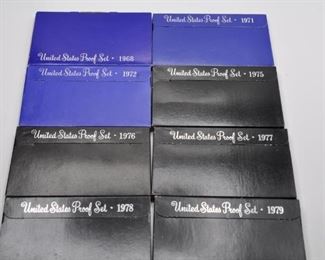 United States Proof Set · 1968
United States Proof Set · 1971
United States Proof Set · 1972
United States Proof Set · 1975
United States Proof Set · 1976
United States Proof Set · 1977
United States Proof Set · 1978
United States Proof Set · 1979